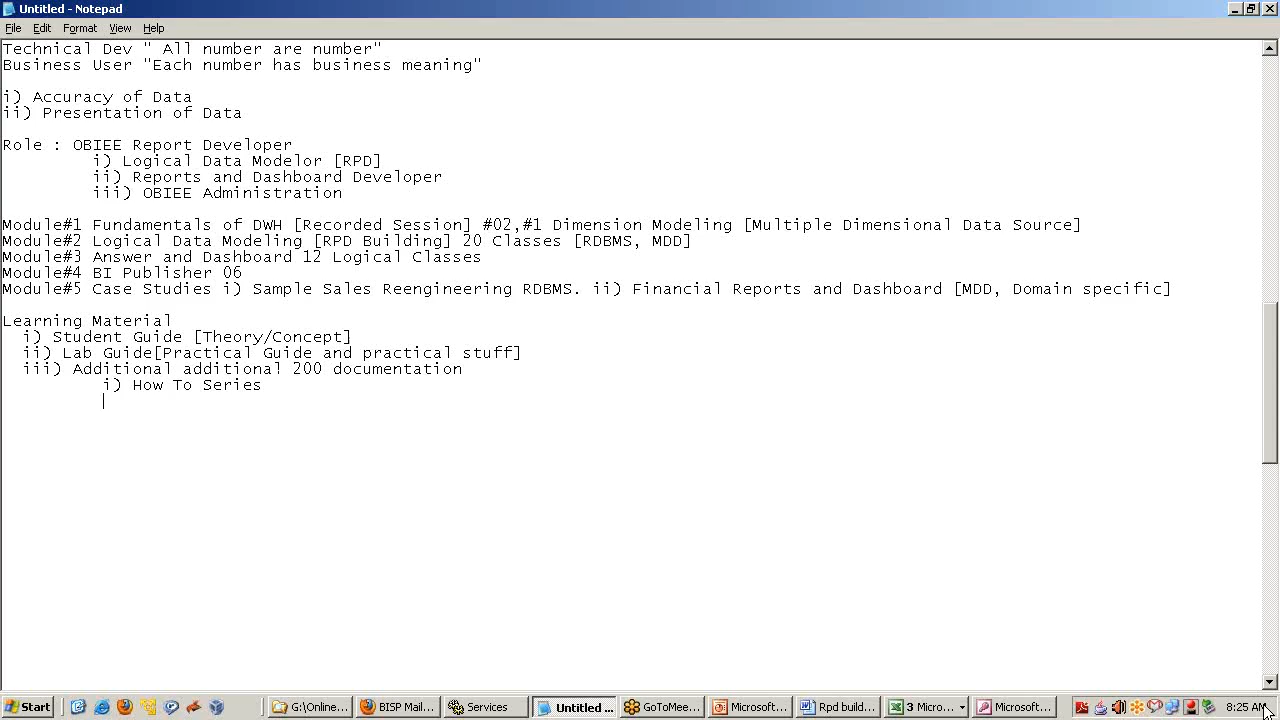 Untitled - Notepad
File Edit Format View Help
Technical Dev " All number are number"
Business User "Each number has business meaning"
i) Accuracy of Data
ii) Presentation of Data
Role : OBIEE Report Developer
i) Logical Data Modelor [RPD]
ii) Reports and Dashboard Developer
iii) OBIEE Administration
Module#1 Fundamentals of DWH [Recorded Session] #02,#1 Dimension Modeling [Multiple Dimensional Data Source]
Module#2 Logical Data Modeling [RPD Building] 20 Classes [RDBMS, MDD]
Module#3 Answer and Dashboard 12 Logical Classes
Module#4 BI Publisher 06
Module#5 Case Studies i) Sample Sales Reengineering RDBMS. ii) Financial Reports and Dashboard [MDD, Domain specific]
Learning Material
i) Student Guide [Theory/Concept]
ii) Lab Guide[Practical Guide and practical stuff]
iii) Additional additional 200 documentation
i) How To Series
Start G:\Online... BISP Mail... Services Untitled ... GoToMee... Microsoft... Rpd build... 3 Micro... Microsoft... 8:25 AM